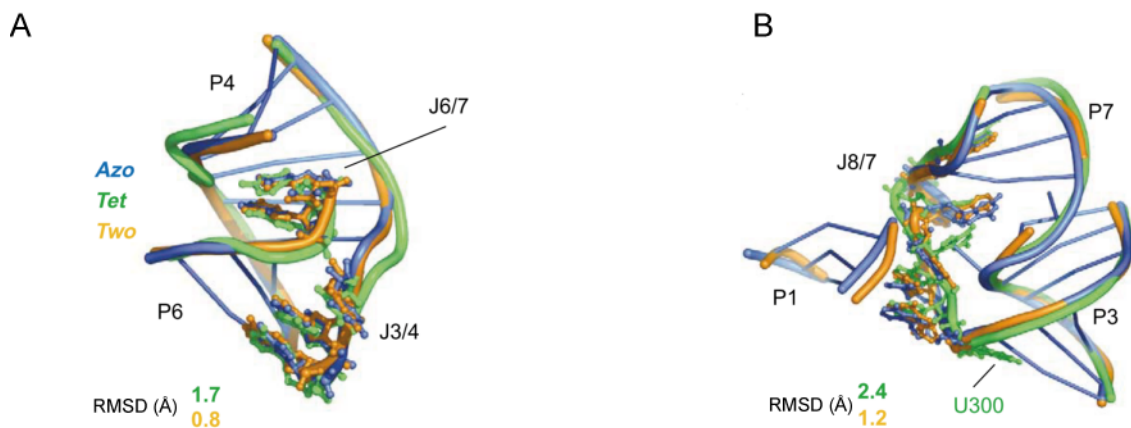 A
P4
J6/7
Azo
Tet
Two
P6
J3/4
RMSD (Å) 1.7
0.8
B
P7
J8/7
P1
P3
U300
RMSD (Å) 2.4
1.2